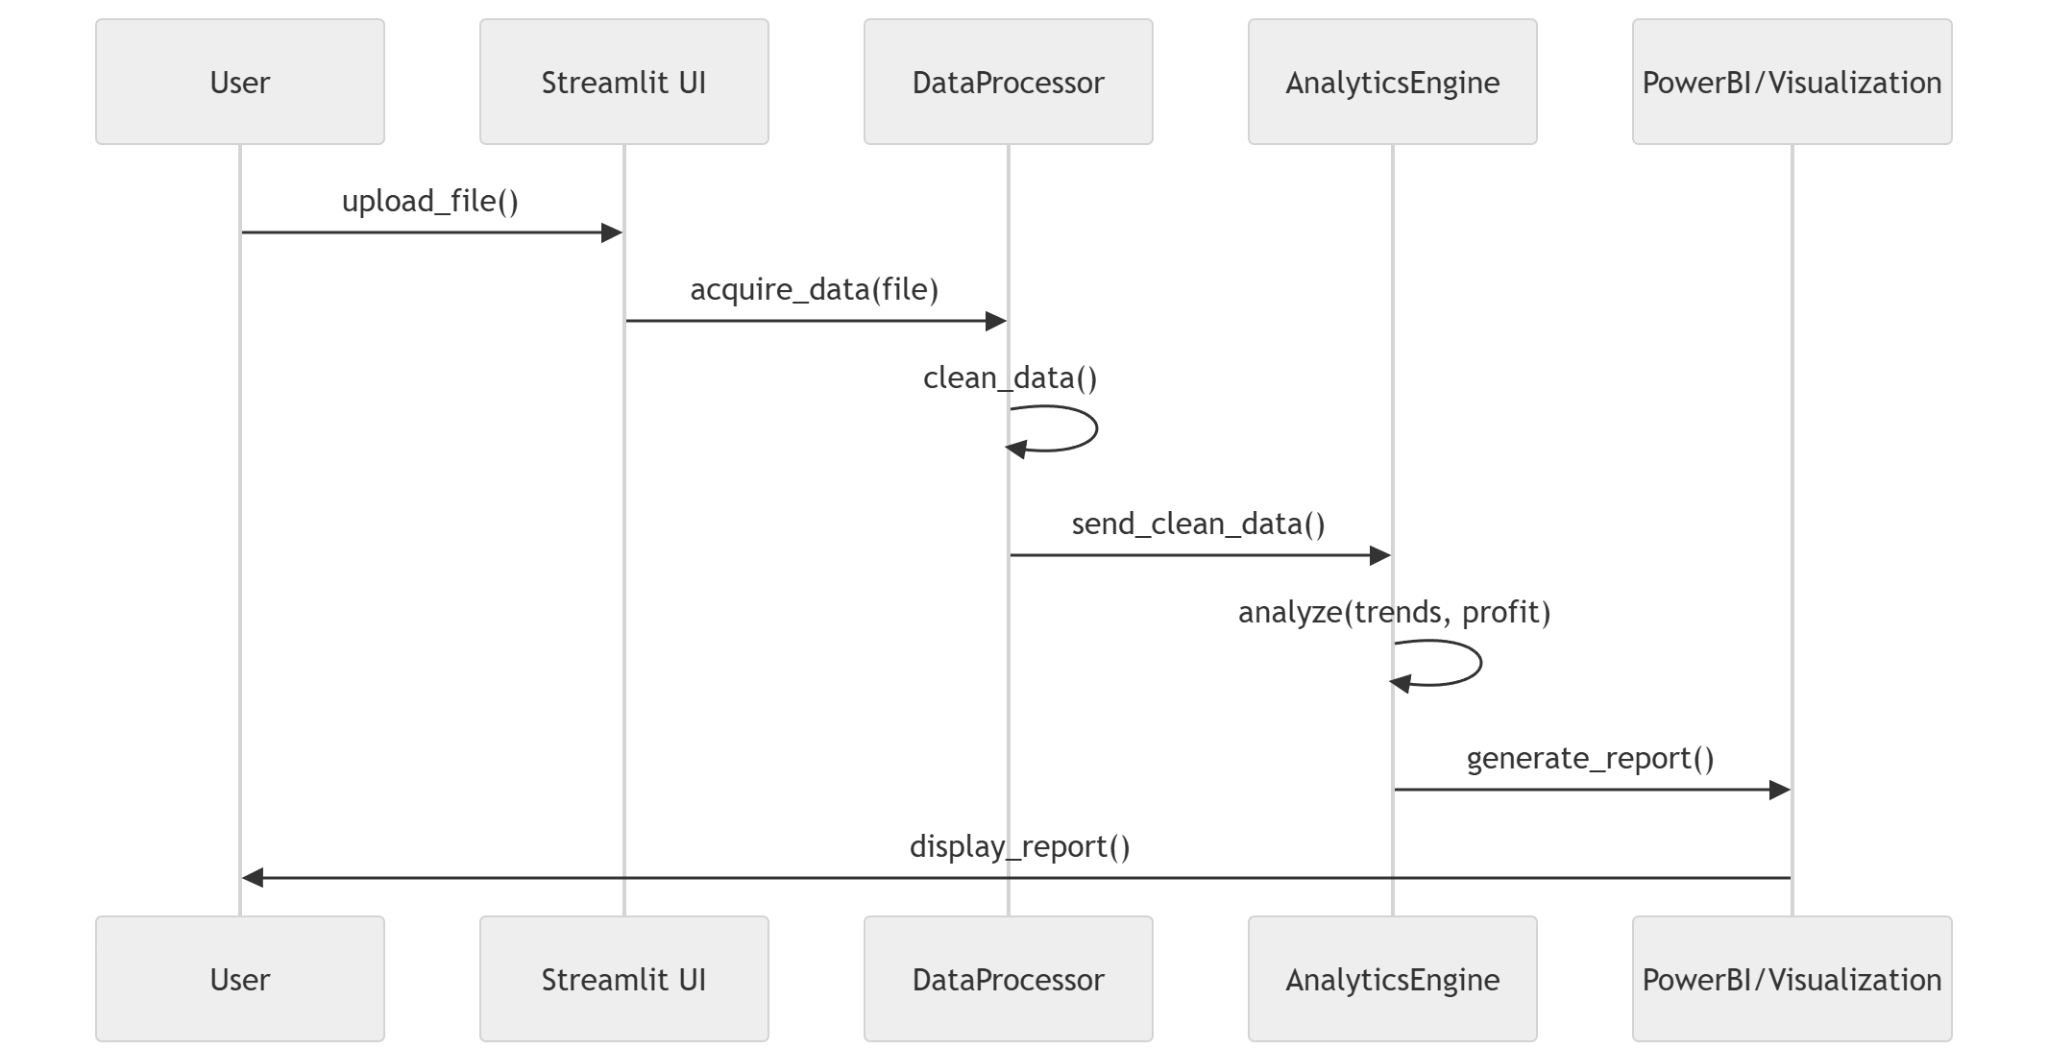 User
Streamlit UI
DataProcessor
AnalyticsEngine
PowerBI/Visualization
upload_file()
acquire_data(file)
clean_data()
send_clean_data()
analyze(trends, profit)
generate_report()
display_report()
User
Streamlit UI
DataProcessor
AnalyticsEngine
PowerBI/Visualization